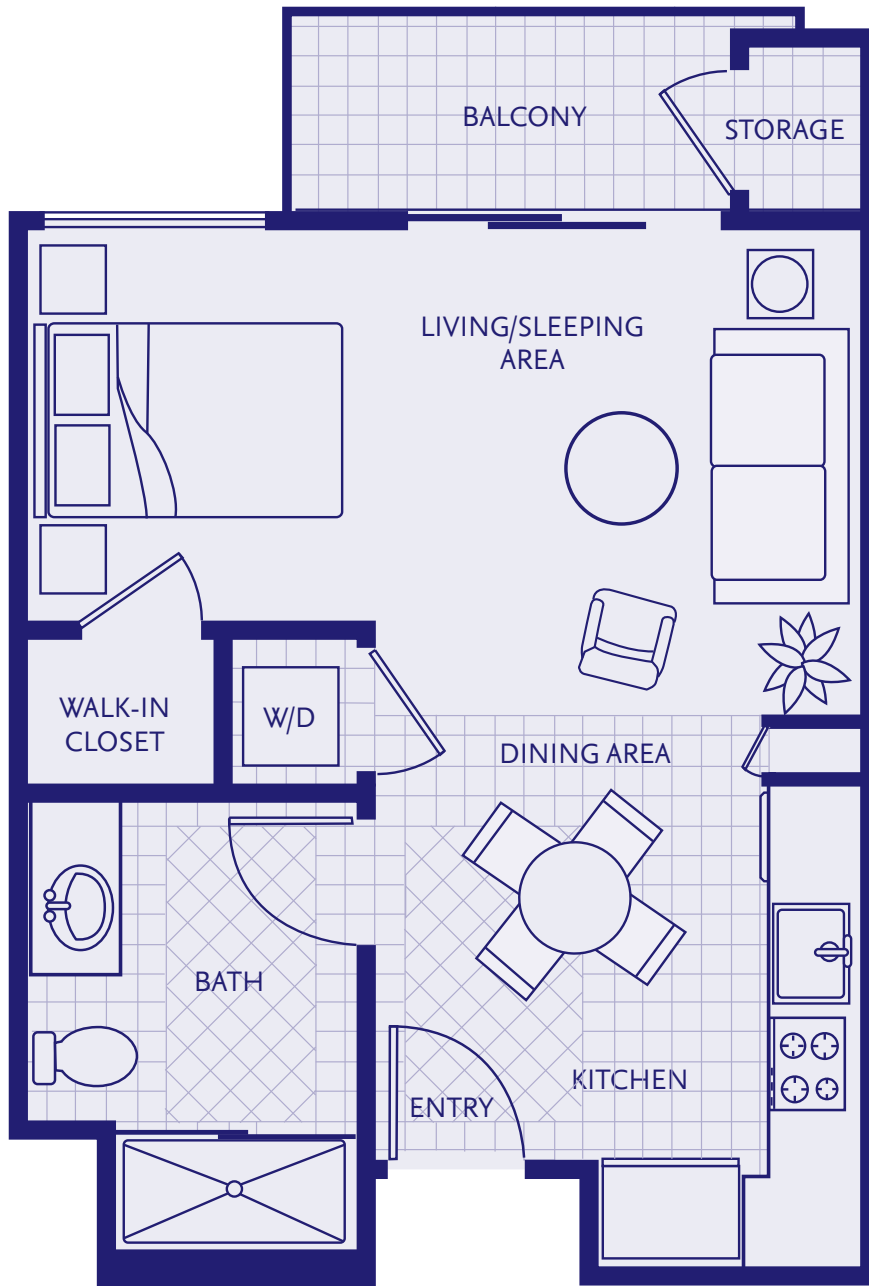 BALCONY
STORAGE
LIVING/SLEEPING
AREA
WALK-IN
CLOSET
W/D
DINING AREA
BATH
KITCHEN
ENTRY